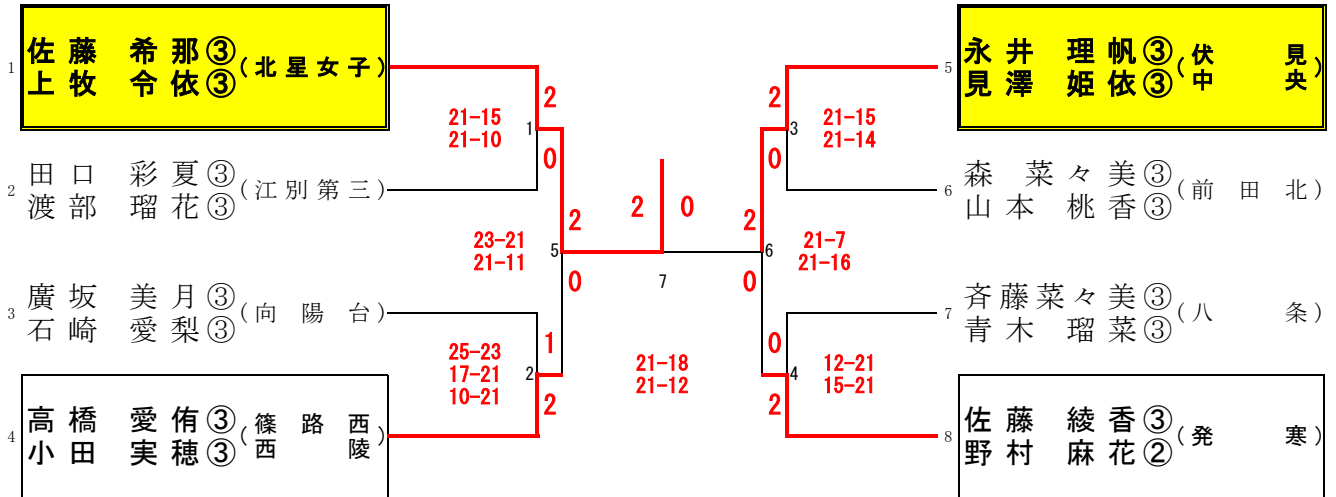 1 佐藤 希那③ (北星女子)
上牧 令依③
2 田口 彩夏③ (江別第三)
渡部 瑠花③
3 廣坂 美月③ (向陽台)
石崎 愛梨③
4 高橋 愛侑③ (篠路西
小田 実穂③ 西陵)
2
21-15
21-10
1
0
2
23-21
21-11
5
0
1
25-23
17-21
10-21
2
2
2 0
7
21-18
21-12
2
21-15
21-14
3
0
2
21-7
21-16
6
0
0
12-21
15-21
4
2
5 永井 理帆③ (伏見
見澤 姫依③ 中央)
6 森 菜々美③ (前田北)
山本 桃香③
7 斉藤菜々美③ (八条)
青木 瑠菜③
8 佐藤 綾香③ (発寒)
野村 麻花②